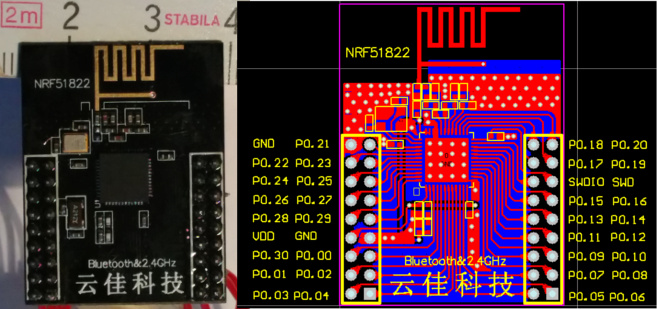 2m 2 3 STABILA 4
NRF51822
Bluetooth&2.4GHz
云佳科技
NRF51822
GND P0.21
P0.22 P0.23
P0.24 P0.25
P0.26 P0.27
P0.28 P0.29
VDD GND
P0.30 P0.00
P0.01 P0.02
P0.03 P0.04
P0.18 P0.20
P0.17 P0.19
SWDIO SWD
P0.15 P0.16
P0.13 P0.14
P0.11 P0.12
P0.09 P0.10
P0.07 P0.08
P0.05 P0.06
Bluetooth&2.4GHz
云佳科技